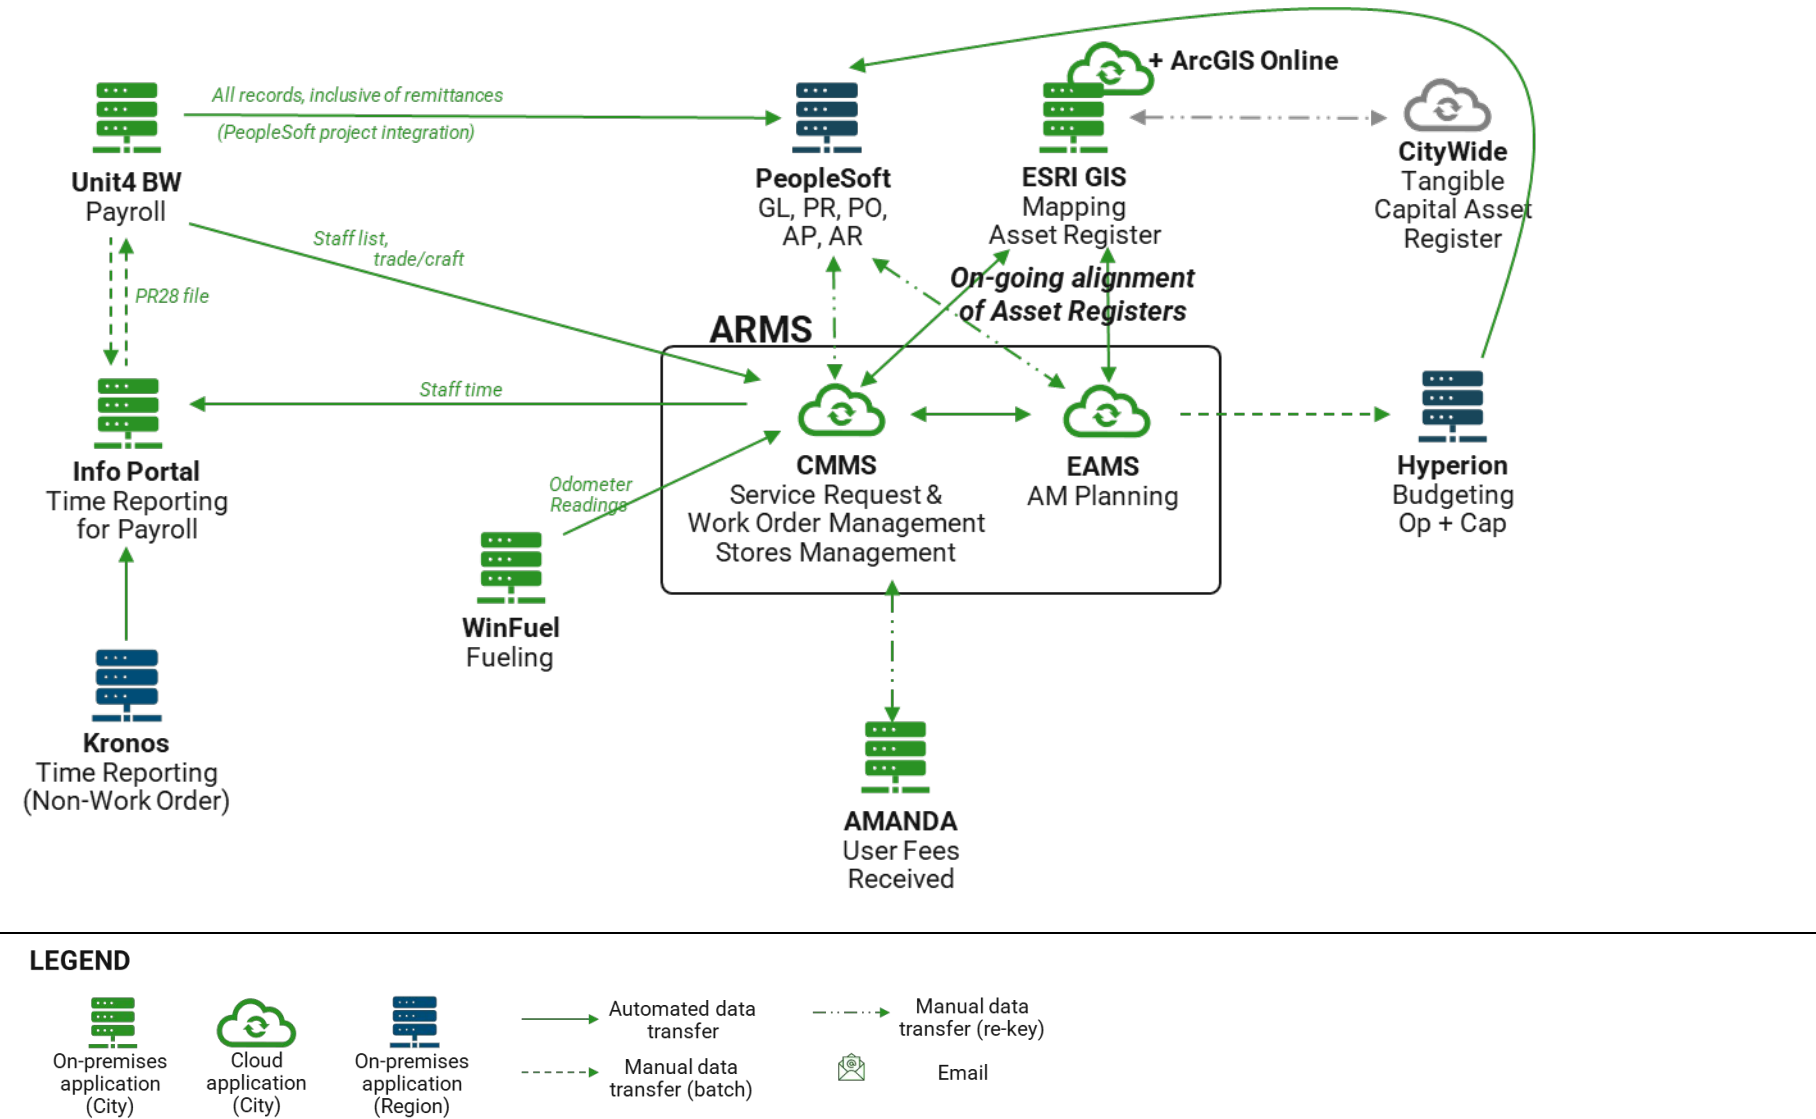 + ArcGIS Online
All records, inclusive of remittances
(PeopleSoft project integration)
Unit4 BW
Payroll
PeopleSoft
GL, PR, PO,
AP, AR
ESRI GIS
Mapping
Asset Register
CityWide
Tangible
Capital Asset
Register
Staff list,
trade/craft
PR28 file
On-going alignment
of Asset Registers
ARMS
Staff time
Info Portal
Time Reporting
for Payroll
Odometer
Readings
CMMS
Service Request &
Work Order Management
Stores Management
EAMS
AM Planning
Hyperion
Budgeting
Op + Cap
WinFuel
Fueling
Kronos
Time Reporting
(Non-Work Order)
AMANDA
User Fees
Received
LEGEND
On-premises
application
(City)
Cloud
application
(City)
On-premises
application
(Region)
Automated data
transfer
Manual data
transfer (batch)
Manual data
transfer (re-key)
Email